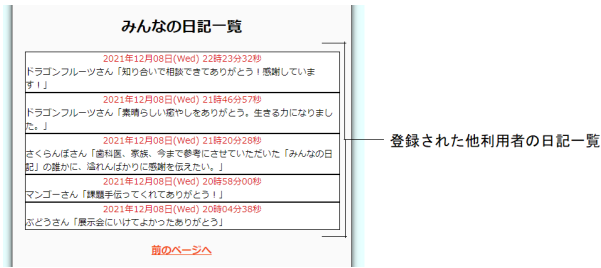 みんなの日記一覧
2021年12月08日(Wed) 22時23分32秒
ドラゴンフルーツさん「知り合いで相談できてありがとう！感謝していま
す！」
2021年12月08日(Wed) 21時46分57秒
ドラゴンフルーツさん「素晴らしい癒やしをありがとう。生きる力になりまし
た。」
2021年12月08日(Wed) 21時20分28秒
さくらんぼさん「歯科医、家族、今まで参考にさせていただいた「みんなの日
記」の誰かに、溢れんばかりに感謝を伝えたい。」
2021年12月08日(Wed) 20時58分00秒
マンゴーさん「課題手伝ってくれてありがとう！」
2021年12月08日(Wed) 20時04分38秒
ぶどうさん「展示会にいけてよかったありがとう」
前のページへ
登録された他利用者の日記一覧